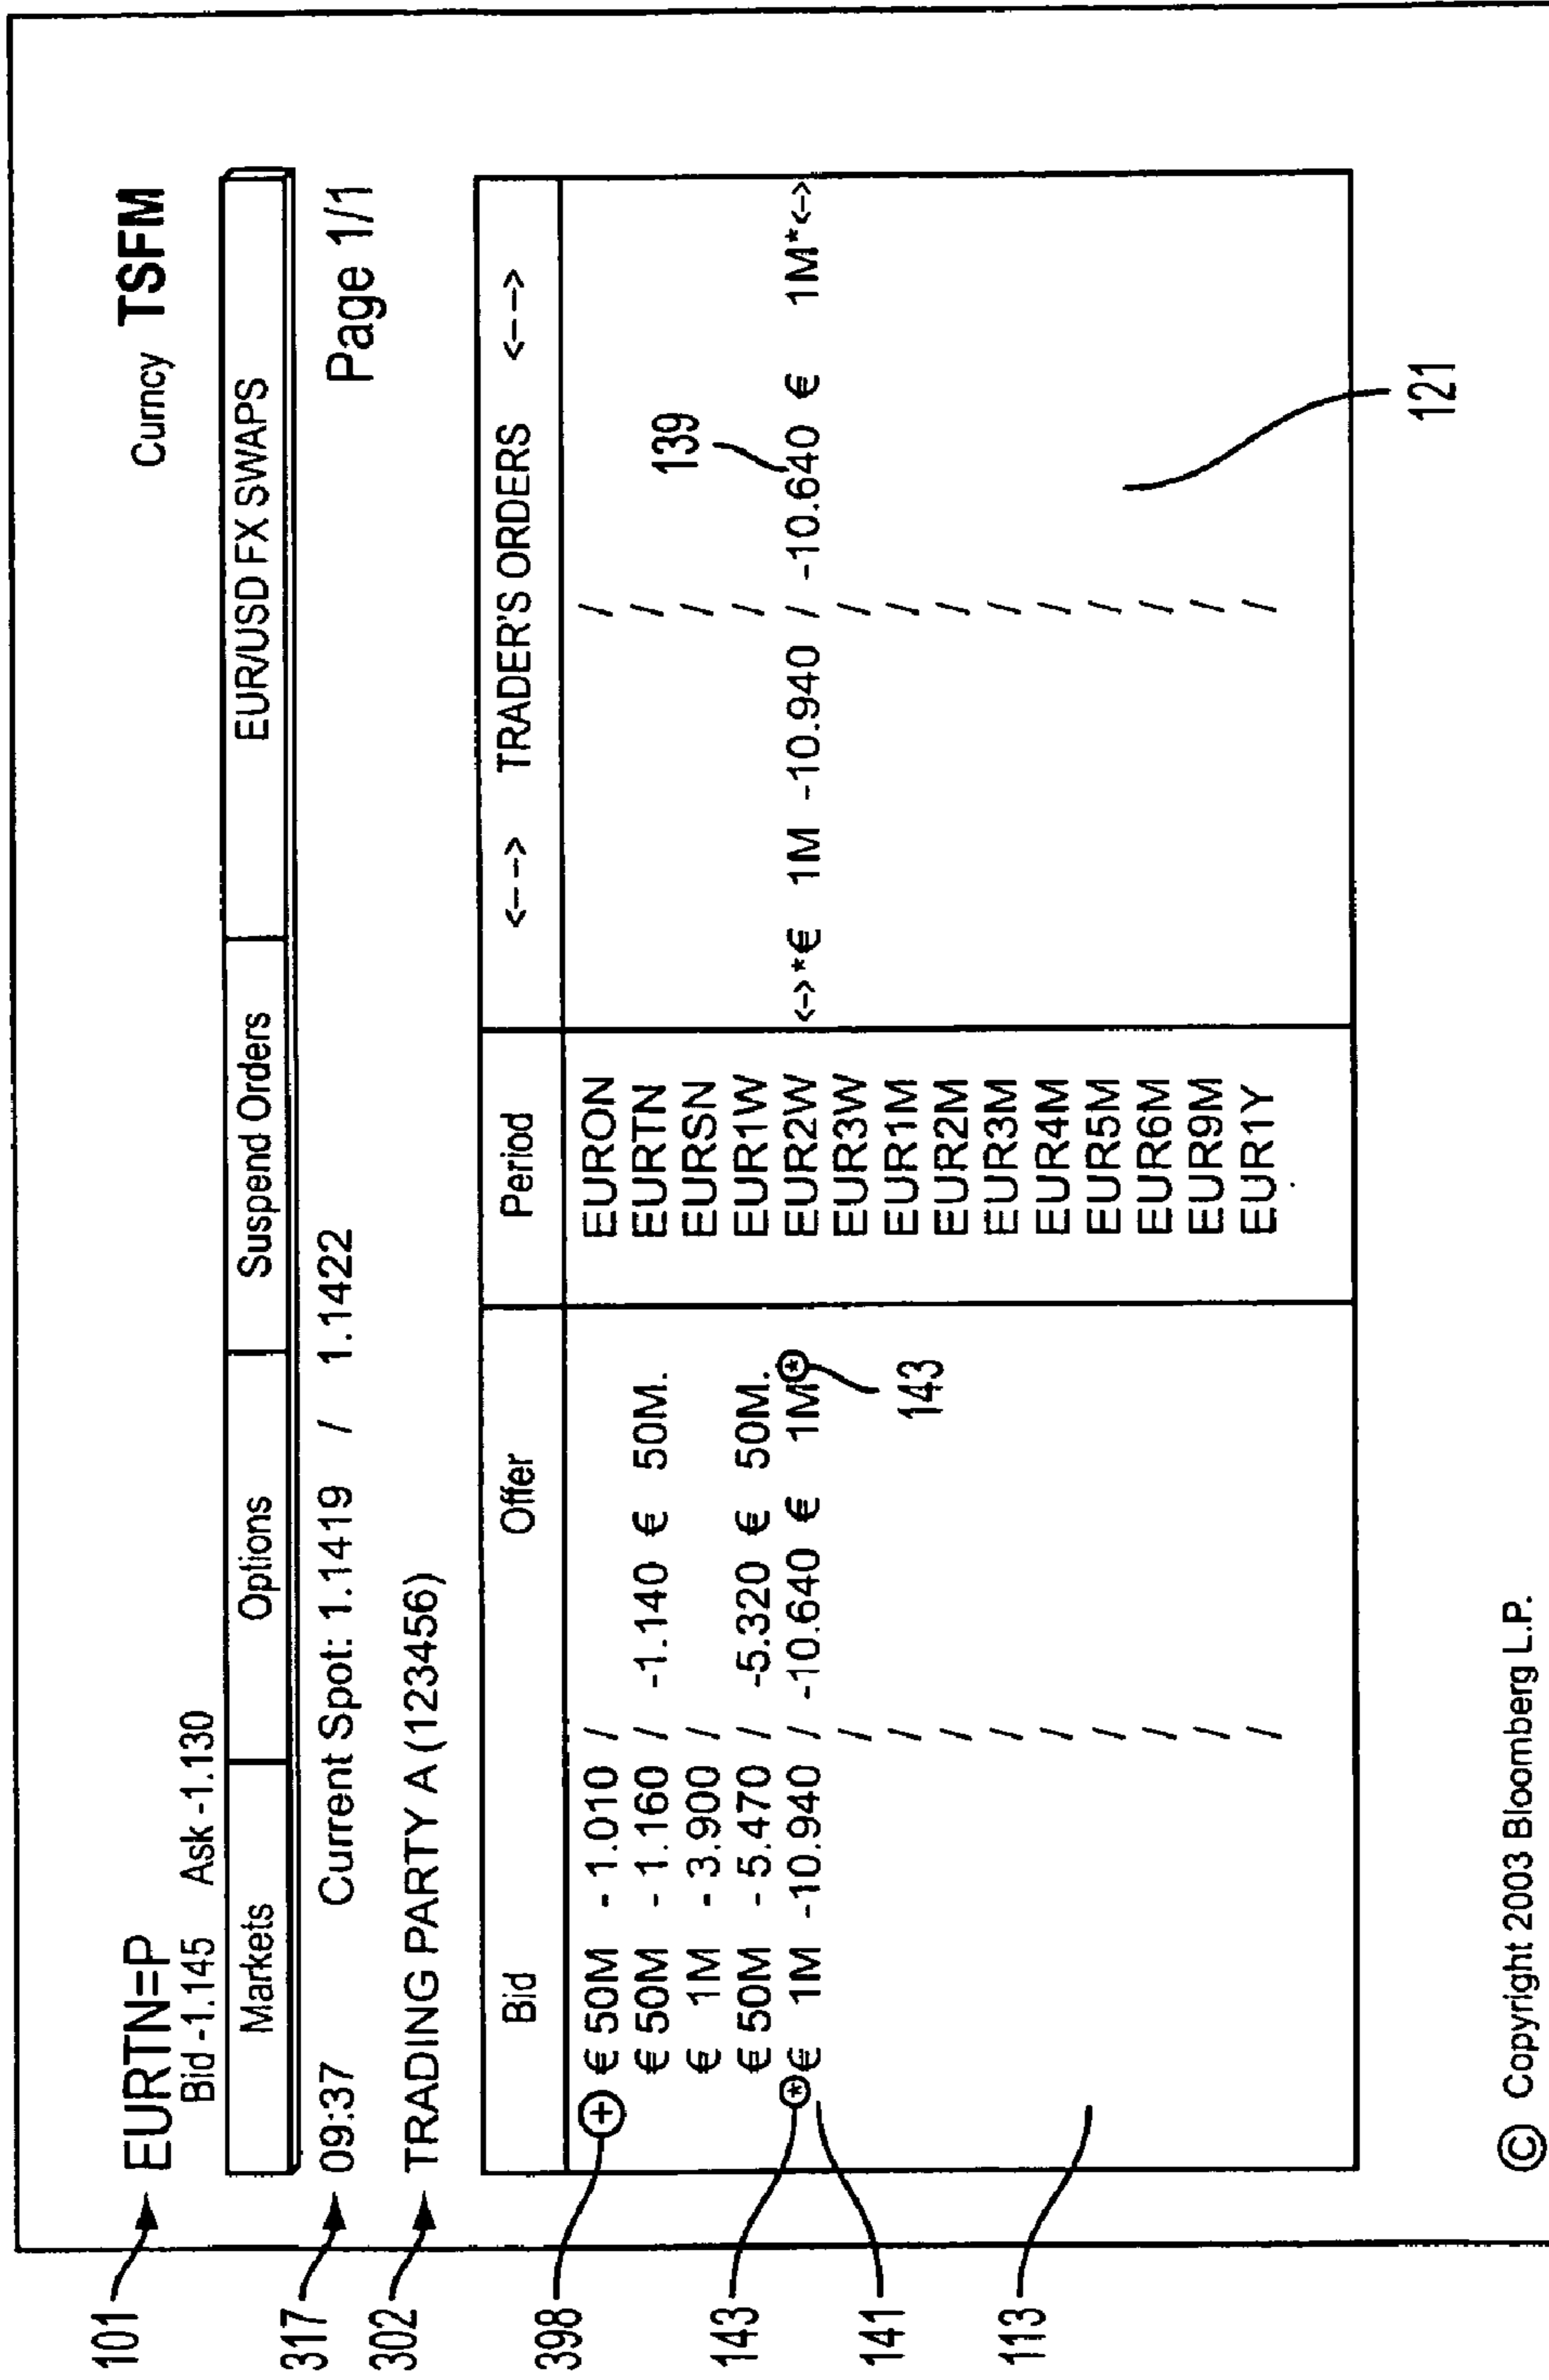 101 EURTN=P Curncy TSFM
Bid -1.145 Ask -1.130
Markets Options Suspend Orders EUR/USD FX SWAPS
317 09:37 Current Spot: 1.1419 / 1.1422 Page 1/1
302 TRADING PARTY A (123456)
Bid Offer Period <--> TRADER'S ORDERS <-->
398 + € 50M - 1.010 / EURON /
€ 50M - 1.160 / -1.140 € 50M. EURTN /
€ 1M - 3.900 / EURSN /
139
€ 50M - 5.470 / -5.320 € 50M. EUR1W /
143 * € 1M -10.940 / -10.640 € 1M * EUR2W <->*€ 1M -10.940 / -10.640 € 1M*<->
141 / EUR3W /
143
/ EUR1M /
/ EUR2M /
/ EUR3M /
113 / EUR4M /
/ EUR5M /
/ EUR6M /
/ EUR9M /
/ EUR1Y /
121
© Copyright 2003 Bloomberg L.P.